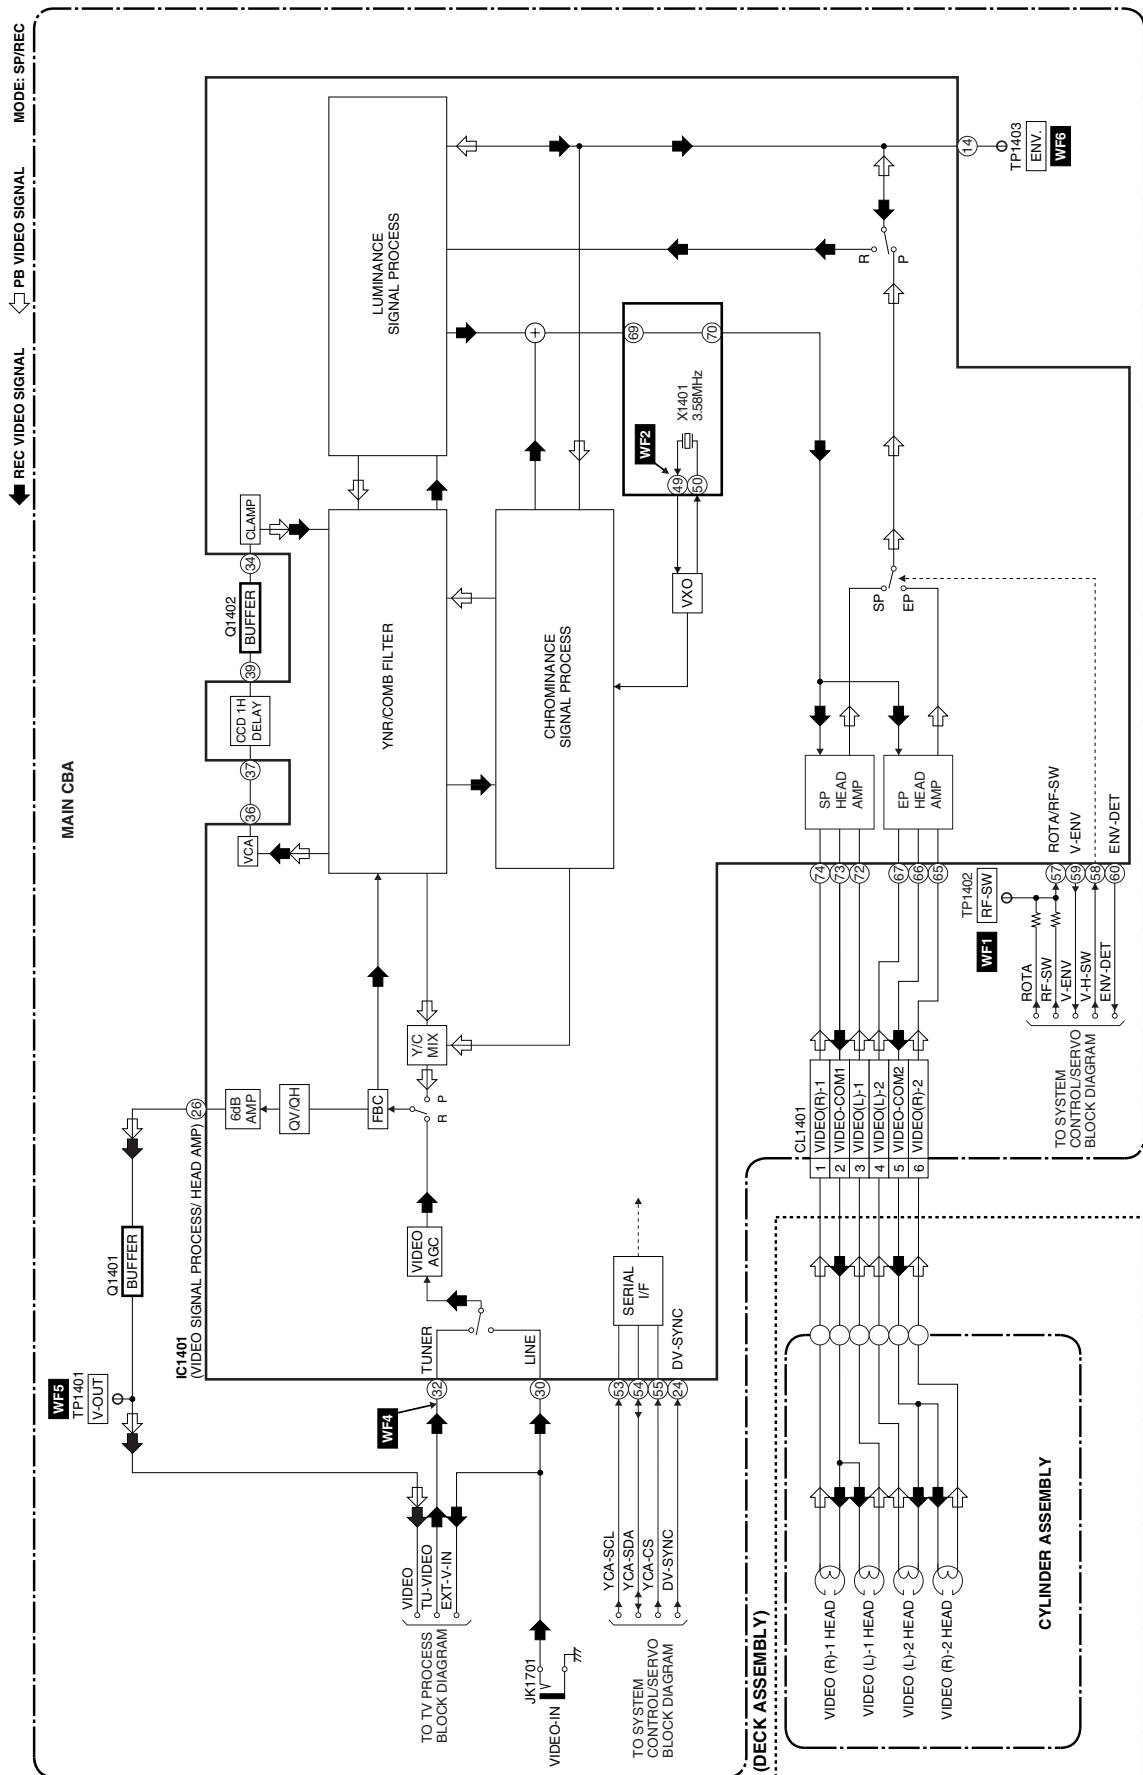 REC VIDEO SIGNAL
PB VIDEO SIGNAL
MODE: SP/REC
MAIN CBA
WF5
TP1401
V-OUT
Q1401
BUFFER
IC1401
(VIDEO SIGNAL PROCESS/ HEAD AMP)
26
6dB
AMP
QV/QH
FBC
R
P
Y/C
MIX
VIDEO
AGC
TUNER
LINE
WF4
32
30
VIDEO
TU-VIDEO
EXT-V-IN
TO TV PROCESS
BLOCK DIAGRAM
JK1701
VIDEO-IN
VCA
36
37
CCD 1H
DELAY
39
Q1402
BUFFER
34
CLAMP
YNR/COMB FILTER
LUMINANCE
SIGNAL PROCESS
CHROMINANCE
SIGNAL PROCESS
+
VXO
WF2
49
50
X1401
3.58MHz
69
70
R
P
14
TP1403
ENV.
WF6
SP
EP
SERIAL
I/F
DV-SYNC
53
54
55
24
YCA-SCL
YCA-SDA
YCA-CS
DV-SYNC
TO SYSTEM
CONTROL/SERVO
BLOCK DIAGRAM
SP
HEAD
AMP
EP
HEAD
AMP
74
73
72
67
66
65
TP1402
RF-SW
WF1
57
59
58
60
ROTA/RF-SW
V-ENV
ENV-DET
ROTA
RF-SW
V-ENV
V-H-SW
ENV-DET
TO SYSTEM
CONTROL/SERVO
BLOCK DIAGRAM
CL1401
1 VIDEO(R)-1
2 VIDEO-COM1
3 VIDEO(L)-1
4 VIDEO(L)-2
5 VIDEO-COM2
6 VIDEO(R)-2
(DECK ASSEMBLY)
VIDEO (R)-1 HEAD
VIDEO (L)-1 HEAD
VIDEO (L)-2 HEAD
VIDEO (R)-2 HEAD
CYLINDER ASSEMBLY